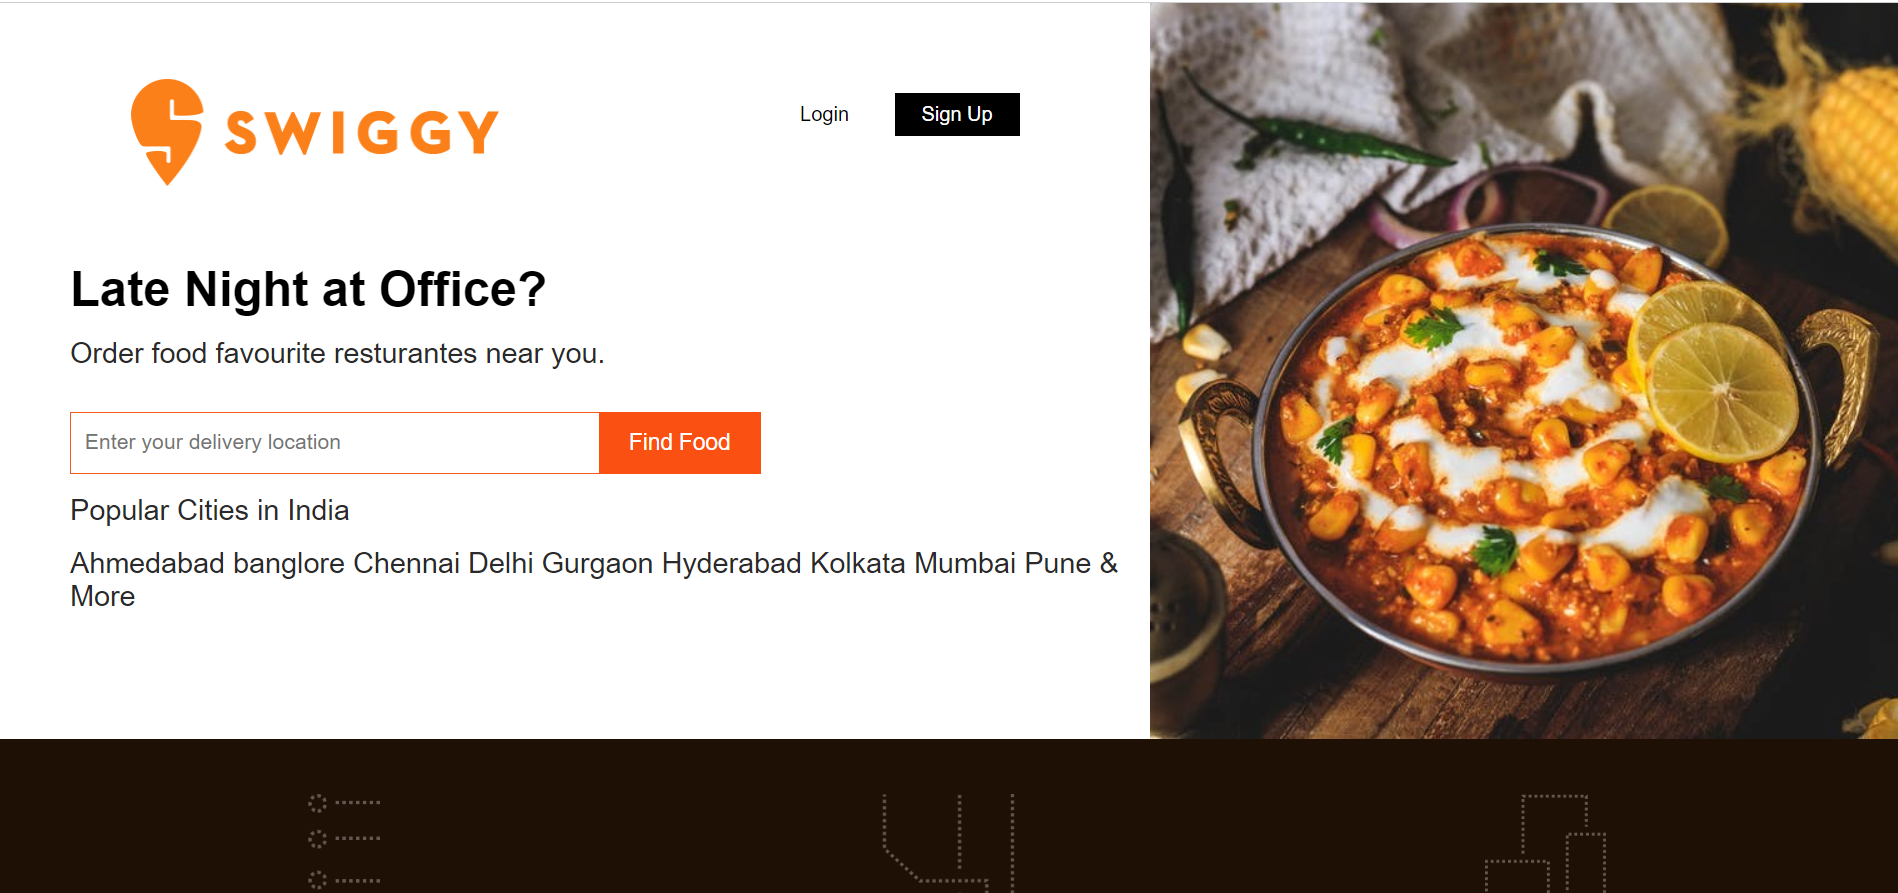 SWIGGY
Login
Sign Up
Late Night at Office?
Order food favourite resturantes near you.
Enter your delivery location
Find Food
Popular Cities in India
Ahmedabad banglore Chennai Delhi Gurgaon Hyderabad Kolkata Mumbai Pune &
More